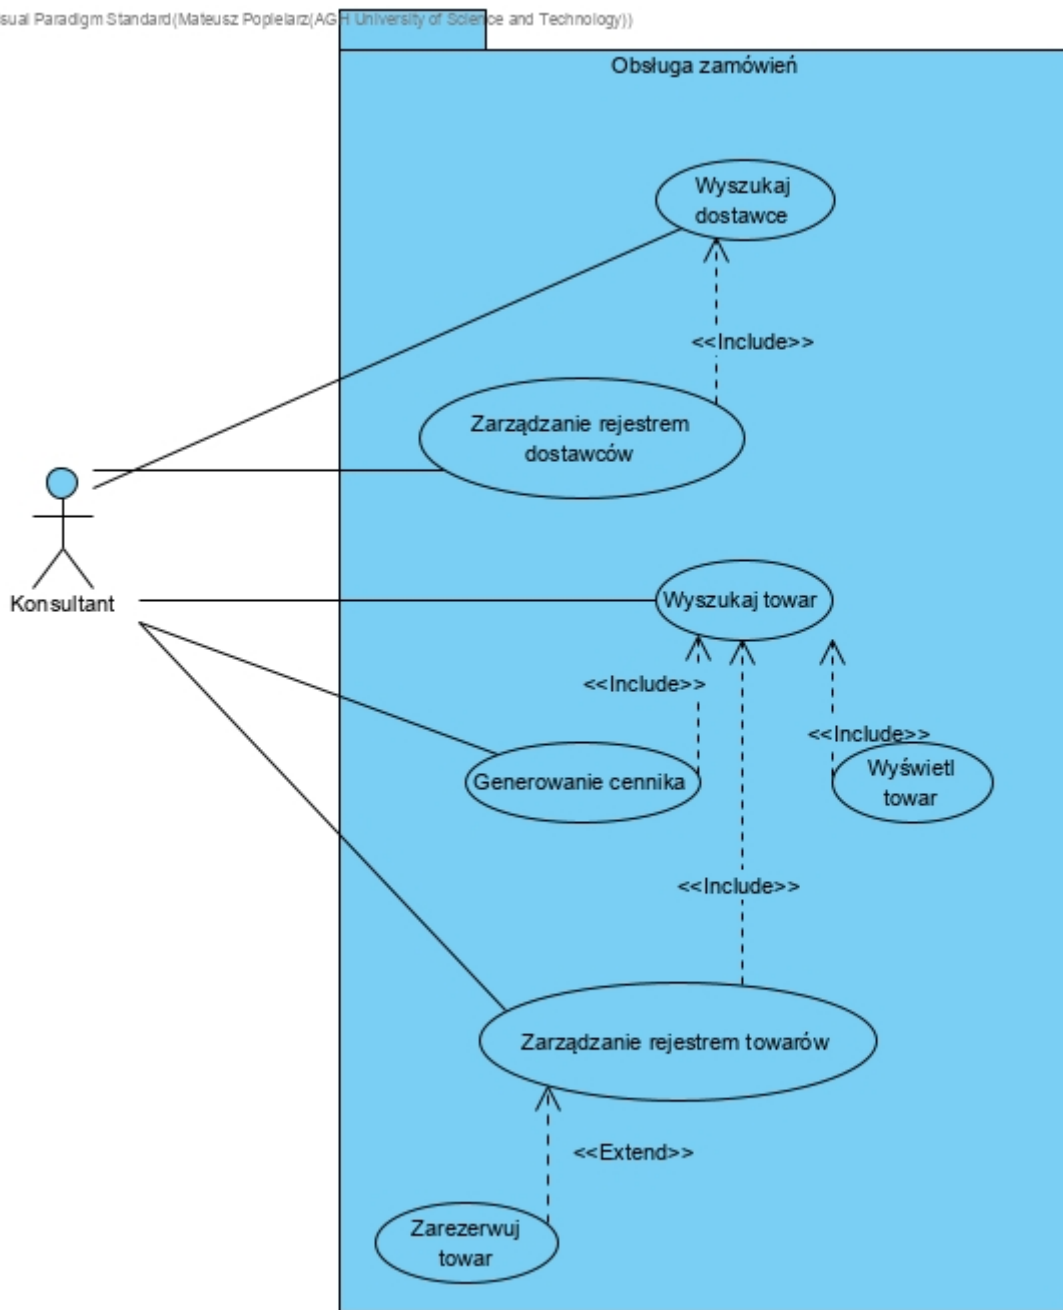 sual Paradigm Standard(Mateusz Popielarz(AGH University of Science and Technology))
Obsługa zamówień
Wyszukaj
dostawce
<<Include>>
Zarządzanie rejestrem
dostawców
Konsultant
Wyszukaj towar
<<Include>>
<<Include>>
Generowanie cennika
Wyświetl
towar
<<Include>>
Zarządzanie rejestrem towarów
<<Extend>>
Zarezerwuj
towar